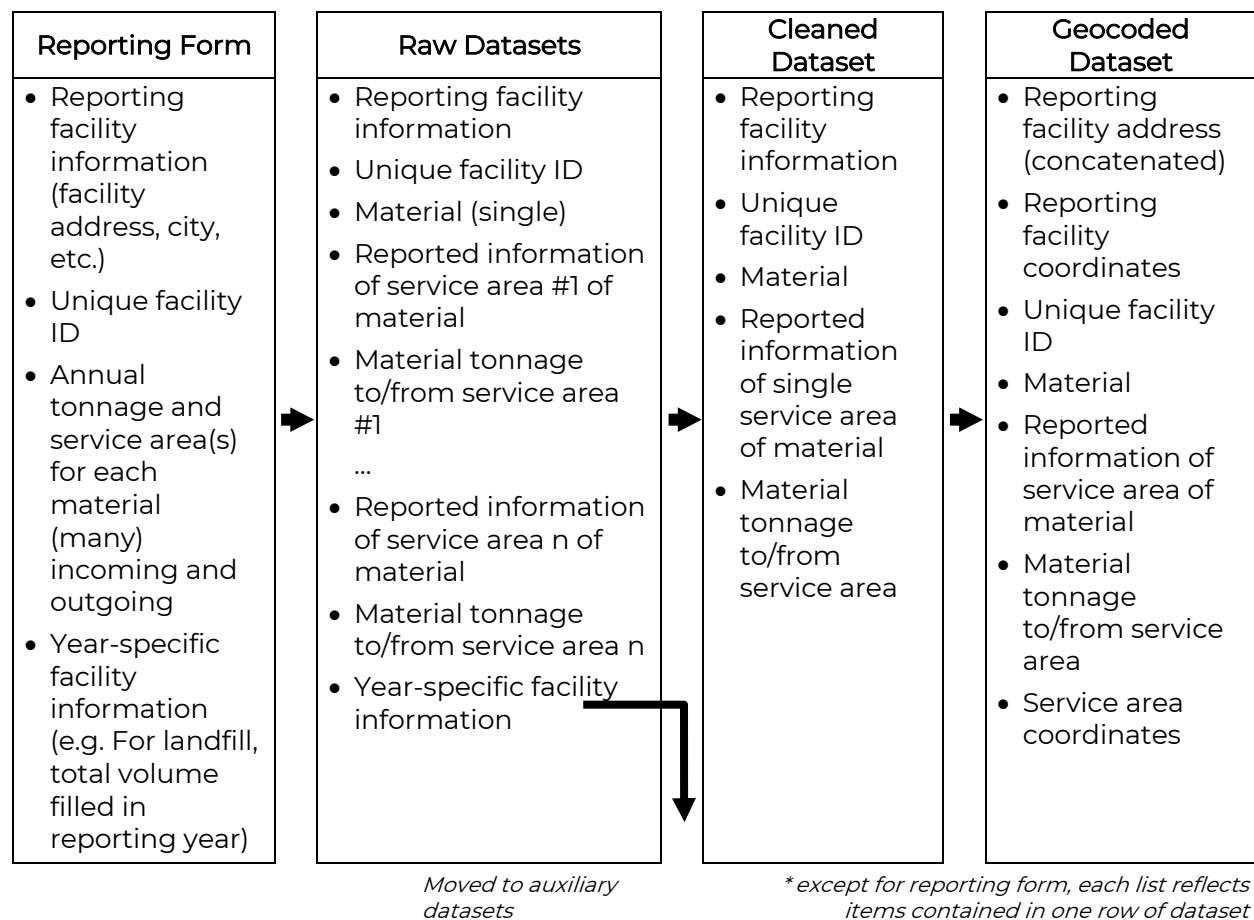 Reporting Form
• Reporting
facility
information
(facility
address, city,
etc.)
• Unique facility
ID
• Annual
tonnage and
service area(s)
for each
material
(many)
incoming and
outgoing
• Year-specific
facility
information
(e.g. For landfill,
total volume
filled in
reporting year)
Raw Datasets
• Reporting facility
information
• Unique facility ID
• Material (single)
• Reported information
of service area #1 of
material
• Material tonnage
to/from service area
#1
...
• Reported information
of service area n of
material
• Material tonnage
to/from service area n
• Year-specific facility
information
Cleaned
Dataset
• Reporting
facility
information
• Unique
facility ID
• Material
• Reported
information
of single
service area
of material
• Material
tonnage
to/from
service area
Geocoded
Dataset
• Reporting
facility address
(concatenated)
• Reporting
facility
coordinates
• Unique facility
ID
• Material
• Reported
information of
service area of
material
• Material
tonnage
to/from service
area
• Service area
coordinates
Moved to auxiliary
datasets
* except for reporting form, each list reflects
items contained in one row of dataset